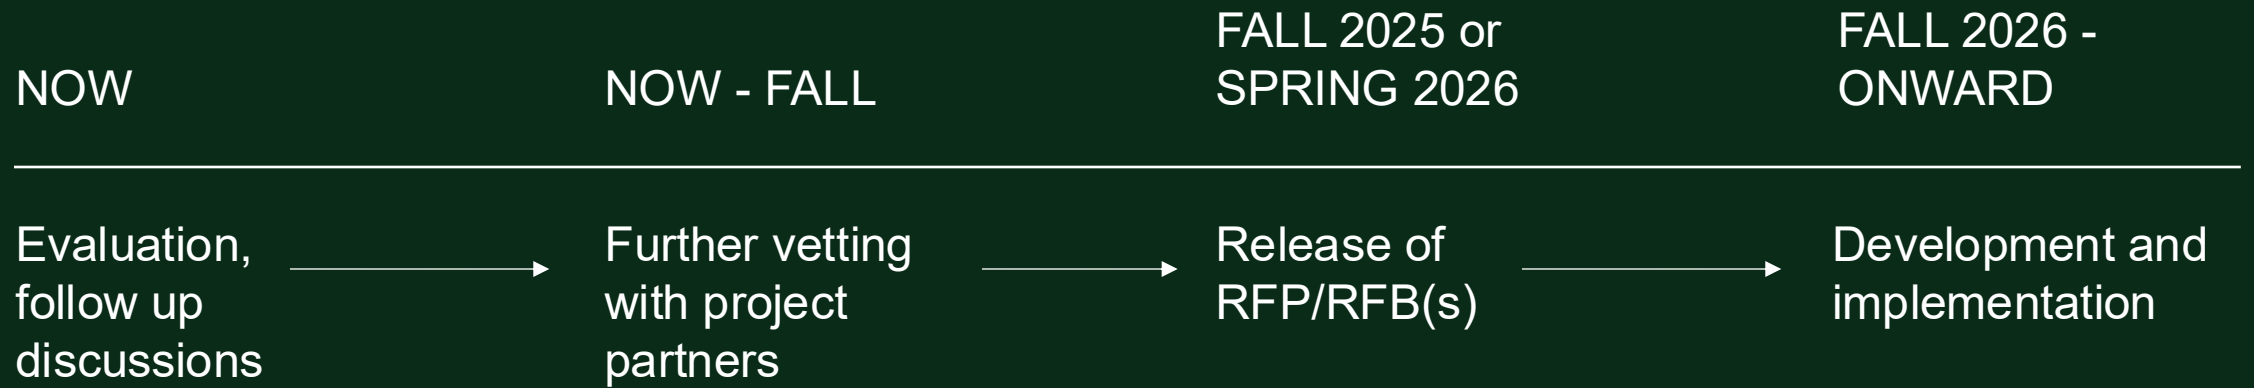 NOW
NOW - FALL
FALL 2025 or
SPRING 2026
FALL 2026 -
ONWARD
Evaluation,
follow up
discussions
Further vetting
with project
partners
Release of
RFP/RFB(s)
Development and
implementation